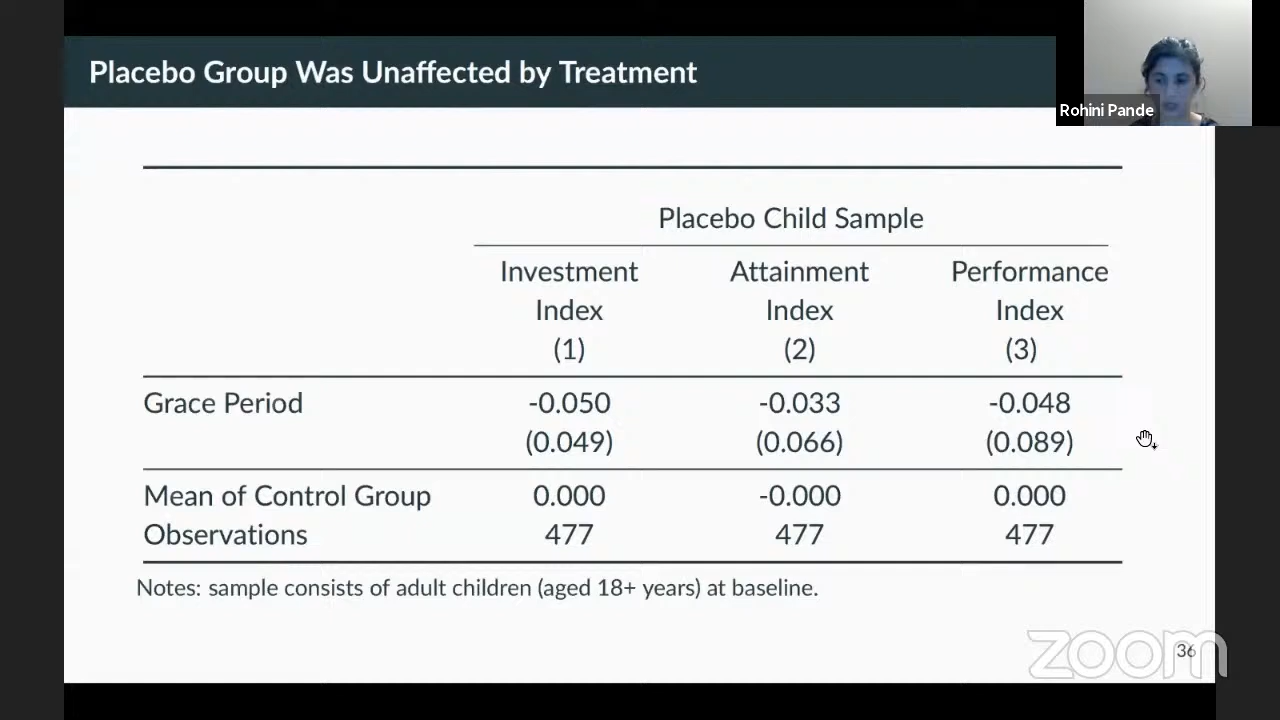 Placebo Group Was Unaffected by Treatment
Rohini Pande
Placebo Child Sample
Investment Attainment Performance
Index Index Index
(1) (2) (3)
Grace Period -0.050 -0.033 -0.048
(0.049) (0.066) (0.089)
Mean of Control Group 0.000 -0.000 0.000
Observations 477 477 477
Notes: sample consists of adult children (aged 18+ years) at baseline.
zoom
36